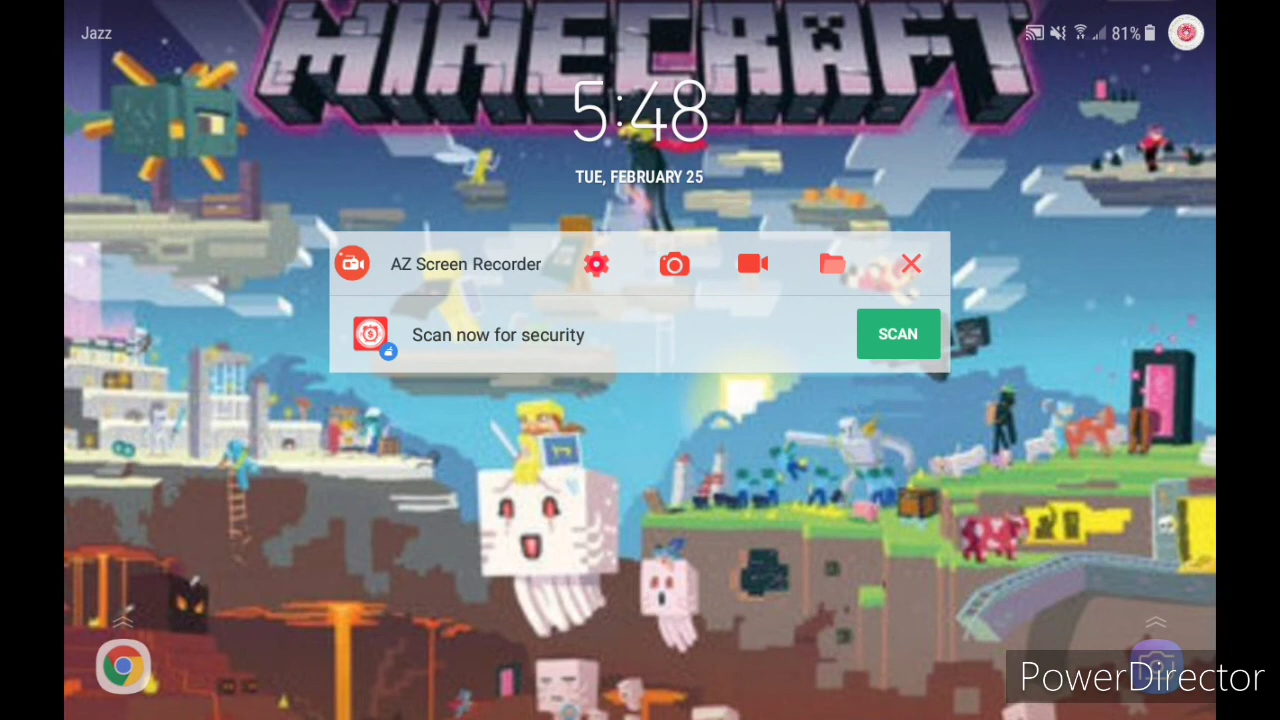 Jazz
81%
MINECRAFT
5:48
TUE, FEBRUARY 25
AZ Screen Recorder
Scan now for security
SCAN
PowerDirector